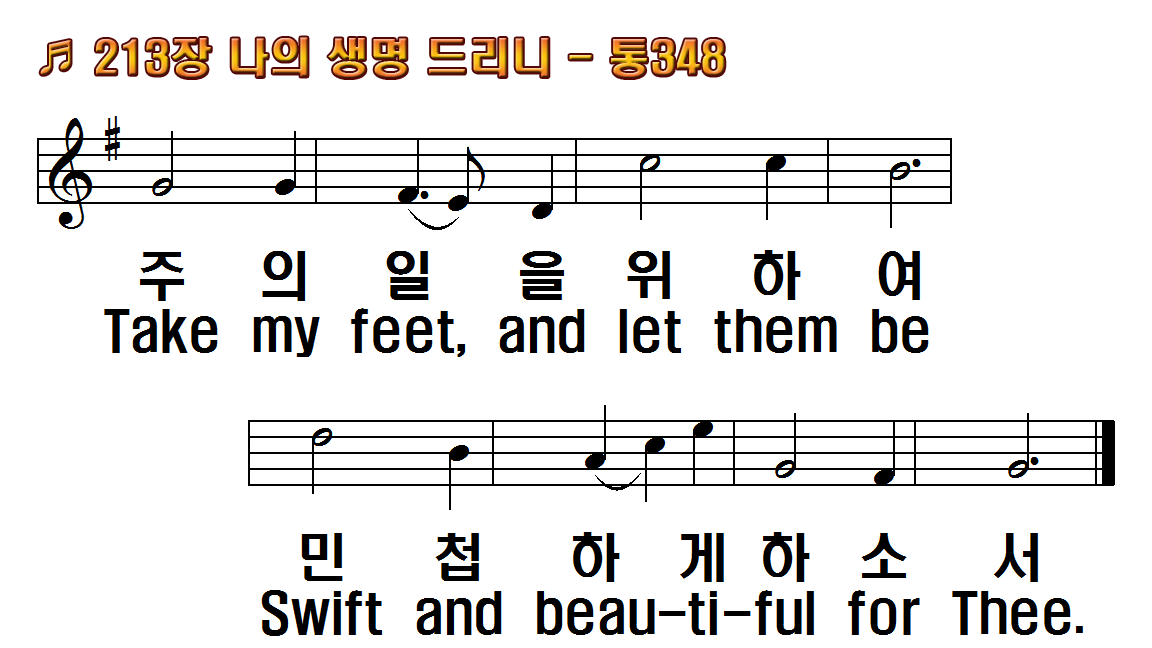 ♬ 213장 나의 생명 드리니 - 통348
주 의 일 을 위 하 여
Take my feet, and let them be
민 첩 하 게 하 소 서
Swift and beau-ti-ful for Thee.